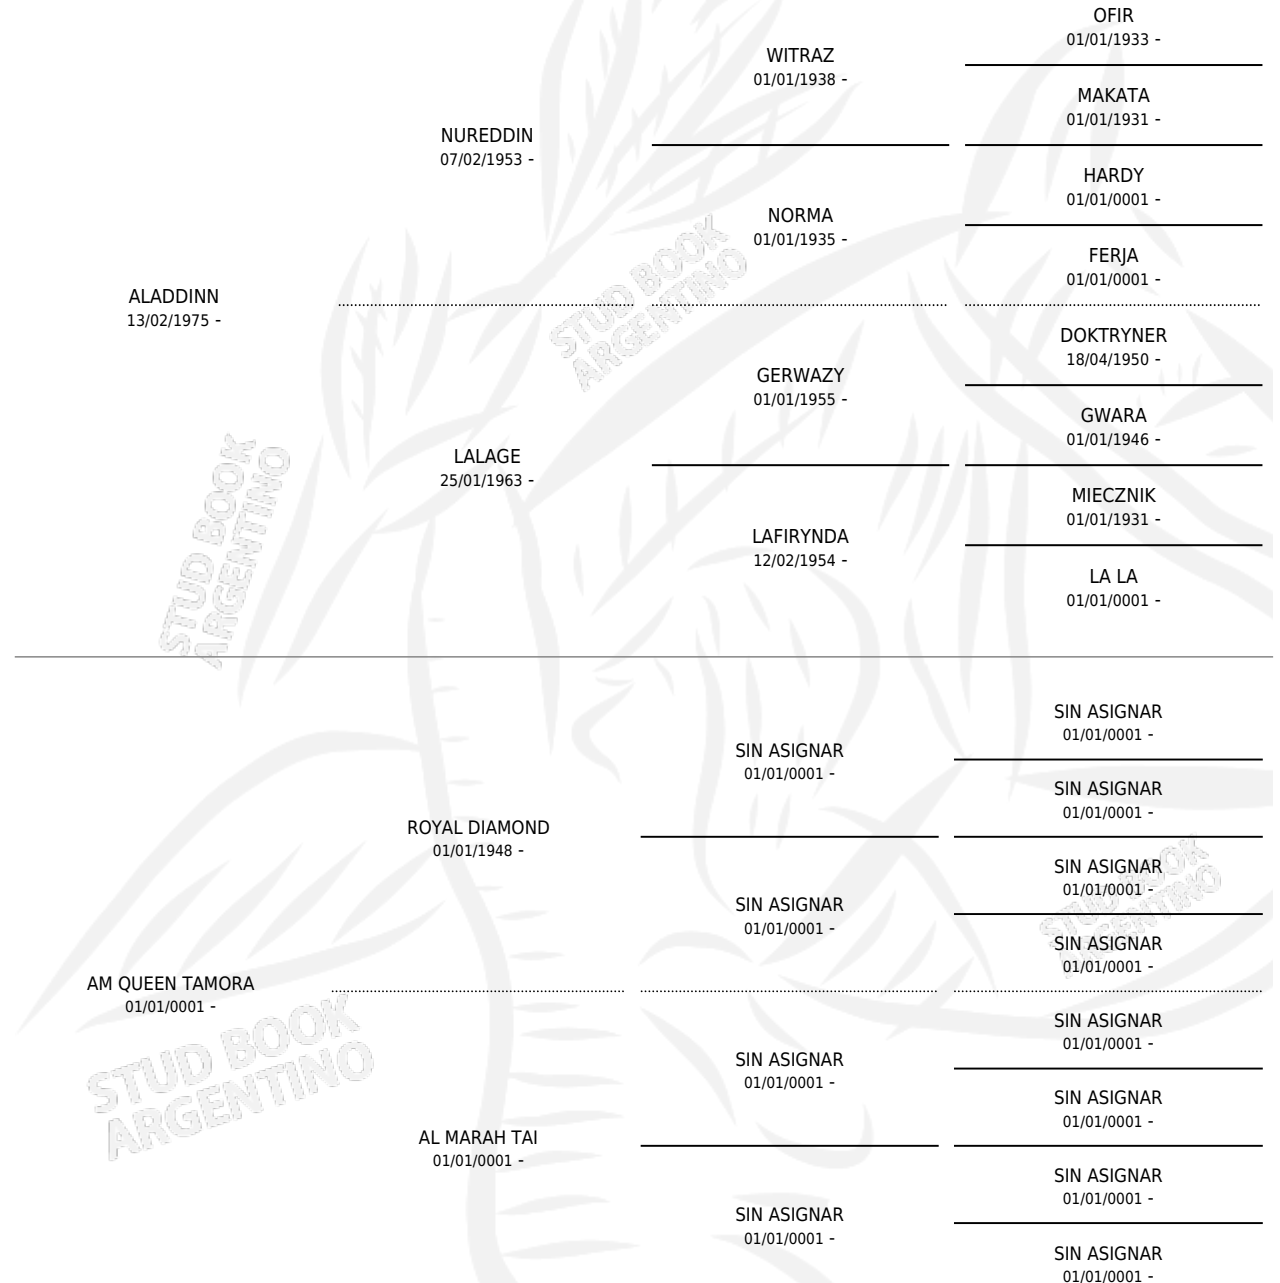 OFIR
01/01/1933 -
WITRAZ
01/01/1938 -
MAKATA
01/01/1931 -
NUREDDIN
07/02/1953 -
HARDY
01/01/0001 -
NORMA
01/01/1935 -
FERJA
01/01/0001 -
ALADDINN
13/02/1975 -
DOKTRYNER
18/04/1950 -
GERWAZY
01/01/1955 -
GWARA
01/01/1946 -
LALAGE
25/01/1963 -
MIECZNIK
01/01/1931 -
LAFIRYNDA
12/02/1954 -
LA LA
01/01/0001 -
SIN ASIGNAR
01/01/0001 -
SIN ASIGNAR
01/01/0001 -
SIN ASIGNAR
01/01/0001 -
ROYAL DIAMOND
01/01/1948 -
SIN ASIGNAR
01/01/0001 -
SIN ASIGNAR
01/01/0001 -
SIN ASIGNAR
01/01/0001 -
AM QUEEN TAMORA
01/01/0001 -
SIN ASIGNAR
01/01/0001 -
SIN ASIGNAR
01/01/0001 -
SIN ASIGNAR
01/01/0001 -
AL MARAH TAI
01/01/0001 -
SIN ASIGNAR
01/01/0001 -
SIN ASIGNAR
01/01/0001 -
SIN ASIGNAR
01/01/0001 -
STUD BOOK
ARGENTINO
STUD BOOK
ARGENTINO
STUD BOOK
ARGENTINO
STUD BOOK
ARGENTINO